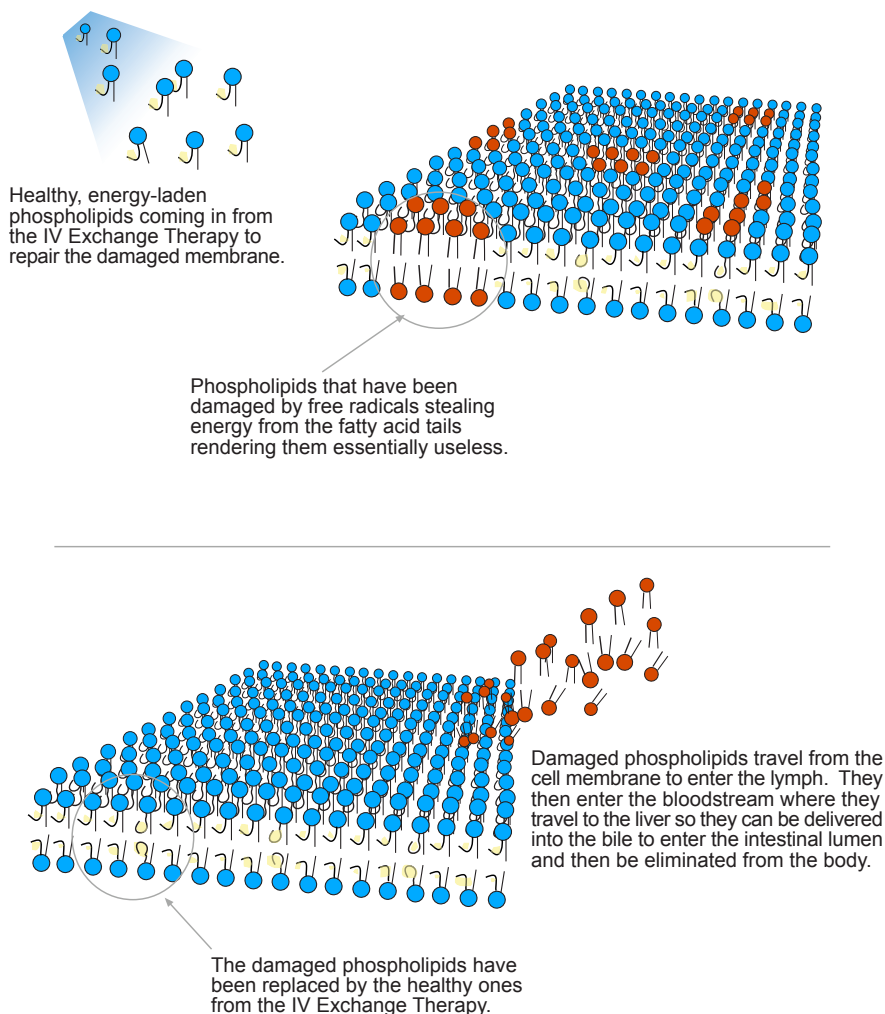 Healthy, energy-laden
phospholipids coming in from
the IV Exchange Therapy to
repair the damaged membrane.
Phospholipids that have been
damaged by free radicals stealing
energy from the fatty acid tails
rendering them essentially useless.
Damaged phospholipids travel from the
cell membrane to enter the lymph.  They
then enter the bloodstream where they
travel to the liver so they can be delivered
into the bile to enter the intestinal lumen
and then be eliminated from the body.
The damaged phospholipids have
been replaced by the healthy ones
from the IV Exchange Therapy.